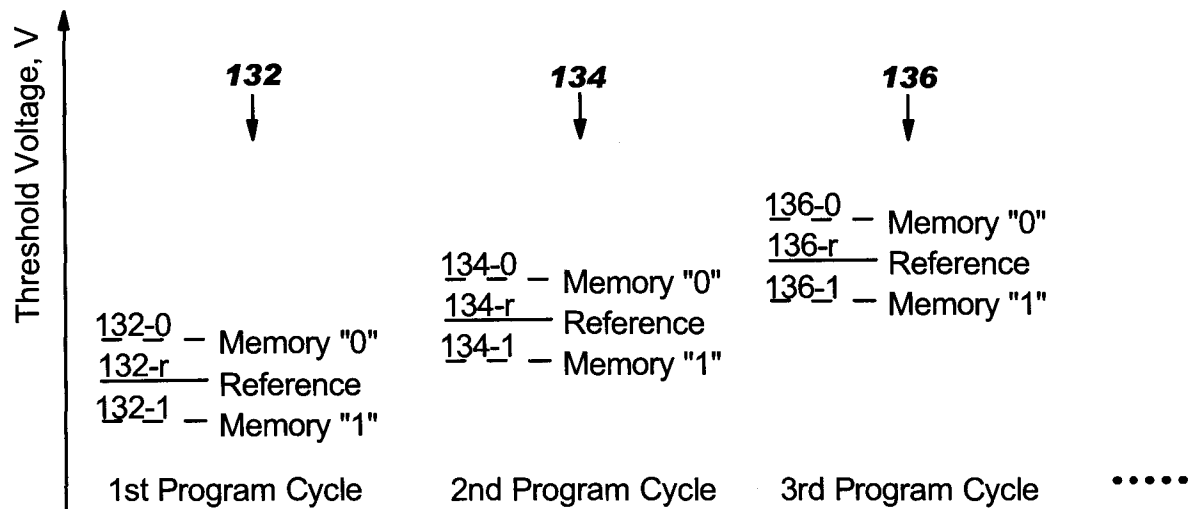 Threshold Voltage, V
132
134
136
132-0 Memory "0"
132-r Reference
132-1 Memory "1"
1st Program Cycle
134-0 Memory "0"
134-r Reference
134-1 Memory "1"
2nd Program Cycle
136-0 Memory "0"
136-r Reference
136-1 Memory "1"
3rd Program Cycle
.....